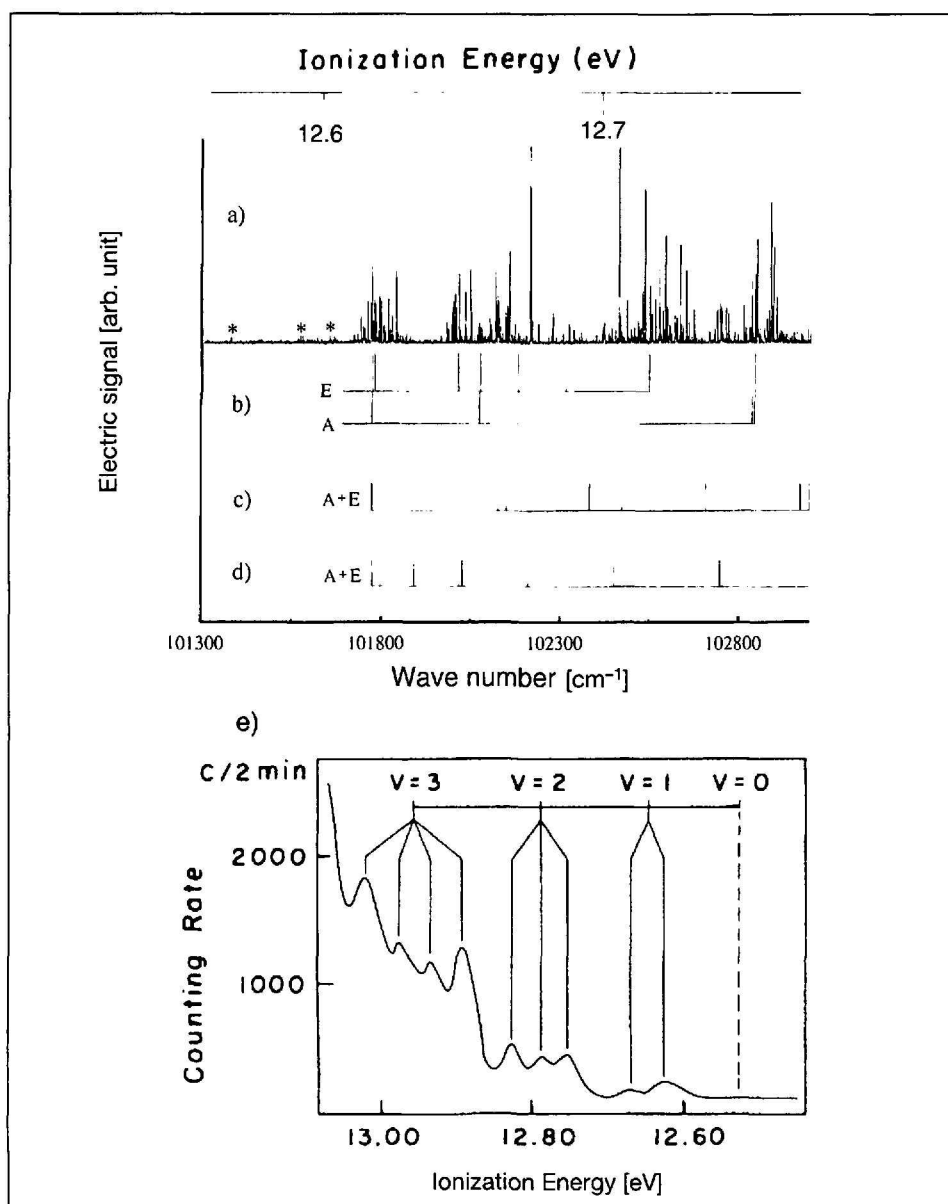 Ionization Energy (eV)
12.6 12.7
a)
* * *
b) E
A
c) A+E
d) A+E
Electric signal [arb. unit]
101300 101800 102300 102800
Wave number [cm⁻¹]
e)
C/2 min
V=3 V=2 V=1 V=0
2000
1000
Counting Rate
13.00 12.80 12.60
Ionization Energy [eV]